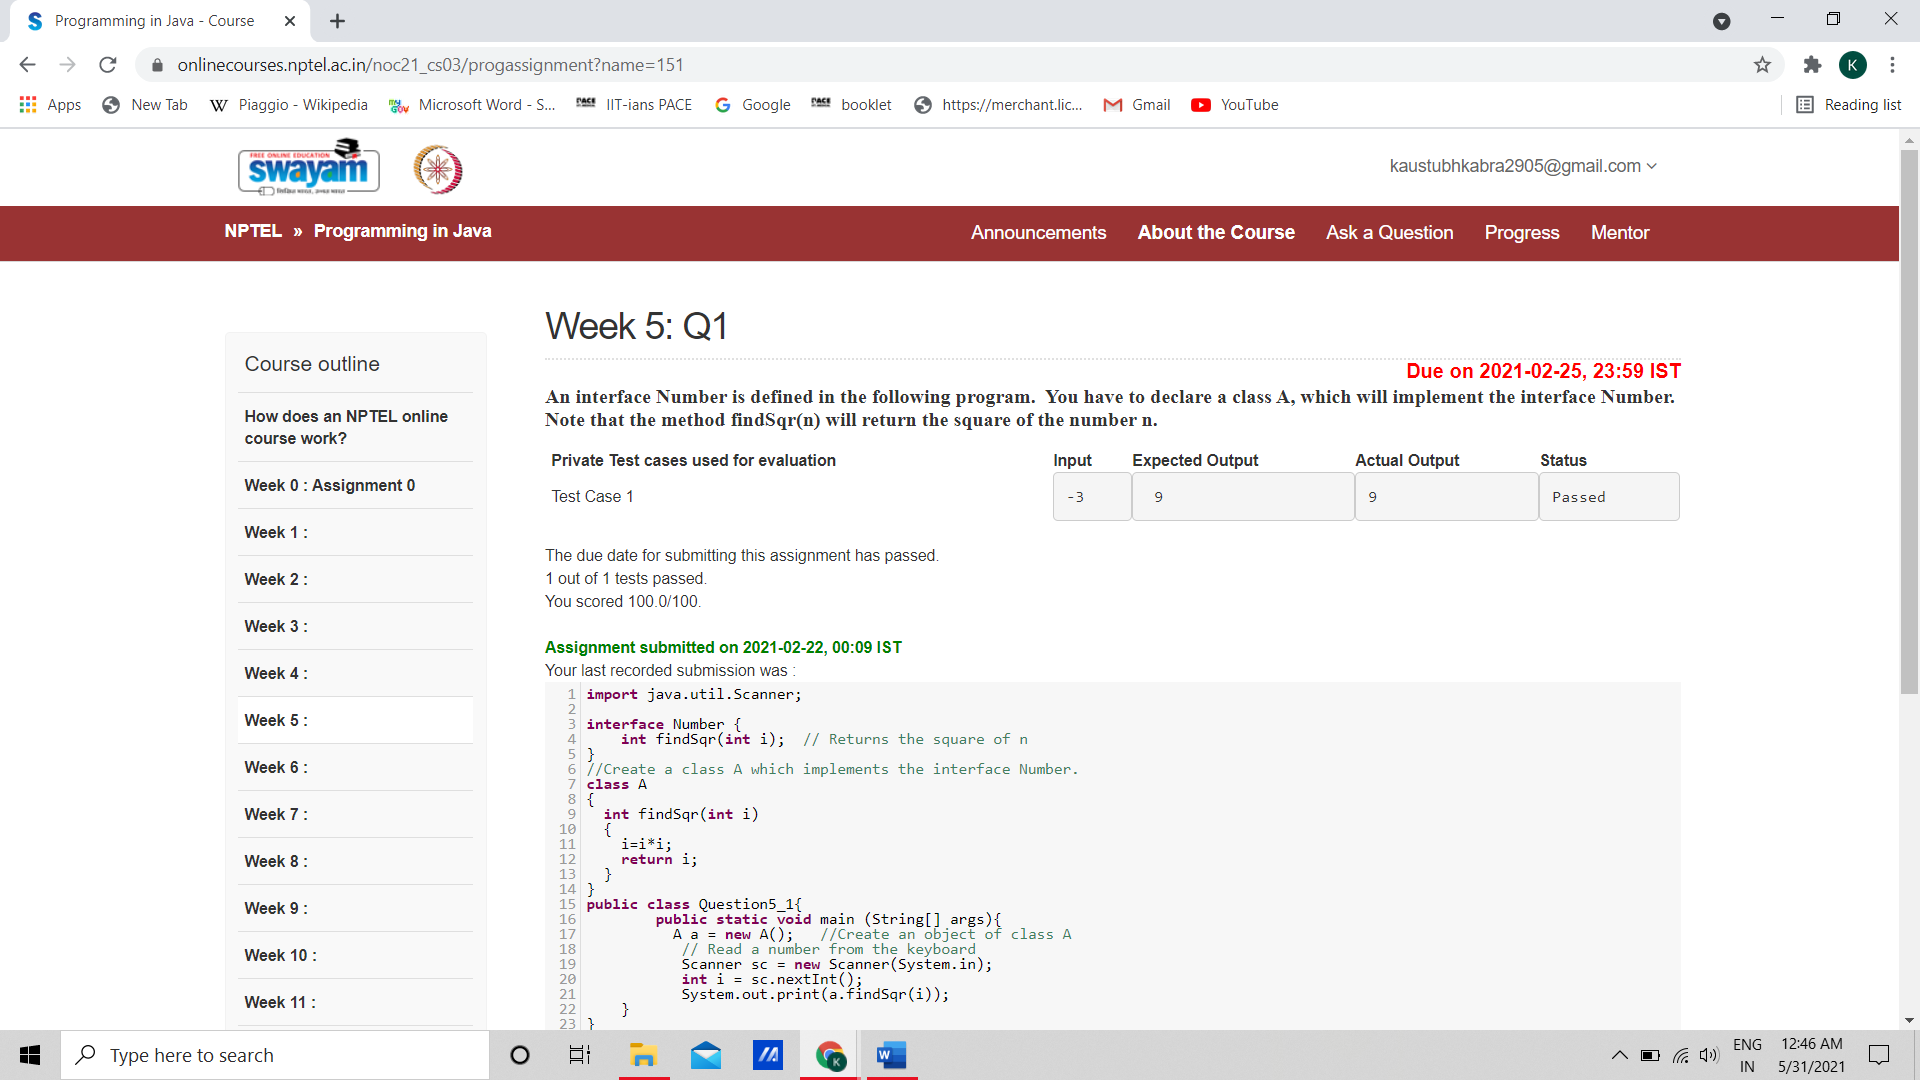 Programming in Java - Course
onlinecourses.nptel.ac.in/noc21_cs03/progassignment?name=151
K
Apps
New Tab
W Piaggio - Wikipedia
Microsoft Word - S...
PACE IIT-ians PACE
Google
PACE booklet
https://merchant.lic...
Gmail
YouTube
Reading list
FREE ONLINE EDUCATION
swayam
kaustubhkabra2905@gmail.com
NPTEL » Programming in Java
Announcements
About the Course
Ask a Question
Progress
Mentor
Course outline
How does an NPTEL online
course work?
Week 0 : Assignment 0
Week 1 :
Week 2 :
Week 3 :
Week 4 :
Week 5 :
Week 6 :
Week 7 :
Week 8 :
Week 9 :
Week 10 :
Week 11 :
Week 5: Q1
Due on 2021-02-25, 23:59 IST
An interface Number is defined in the following program.  You have to declare a class A, which will implement the interface Number.
Note that the method findSqr(n) will return the square of the number n.
Private Test cases used for evaluation Input Expected Output Actual Output Status
Test Case 1 -3 9 9 Passed
The due date for submitting this assignment has passed.
1 out of 1 tests passed.
You scored 100.0/100.
Assignment submitted on 2021-02-22, 00:09 IST
Your last recorded submission was :
1 import java.util.Scanner;
2
3 interface Number {
4     int findSqr(int i);  // Returns the square of n
5 }
6 //Create a class A which implements the interface Number.
7 class A
8 {
9   int findSqr(int i)
10   {
11     i=i*i;
12     return i;
13   }
14 }
15 public class Question5_1{
16         public static void main (String[] args){
17           A a = new A();   //Create an object of class A
18            // Read a number from the keyboard
19            Scanner sc = new Scanner(System.in);
20            int i = sc.nextInt();
21            System.out.print(a.findSqr(i));
22     }
23 }
Type here to search
K
W
ENG
IN
12:46 AM
5/31/2021